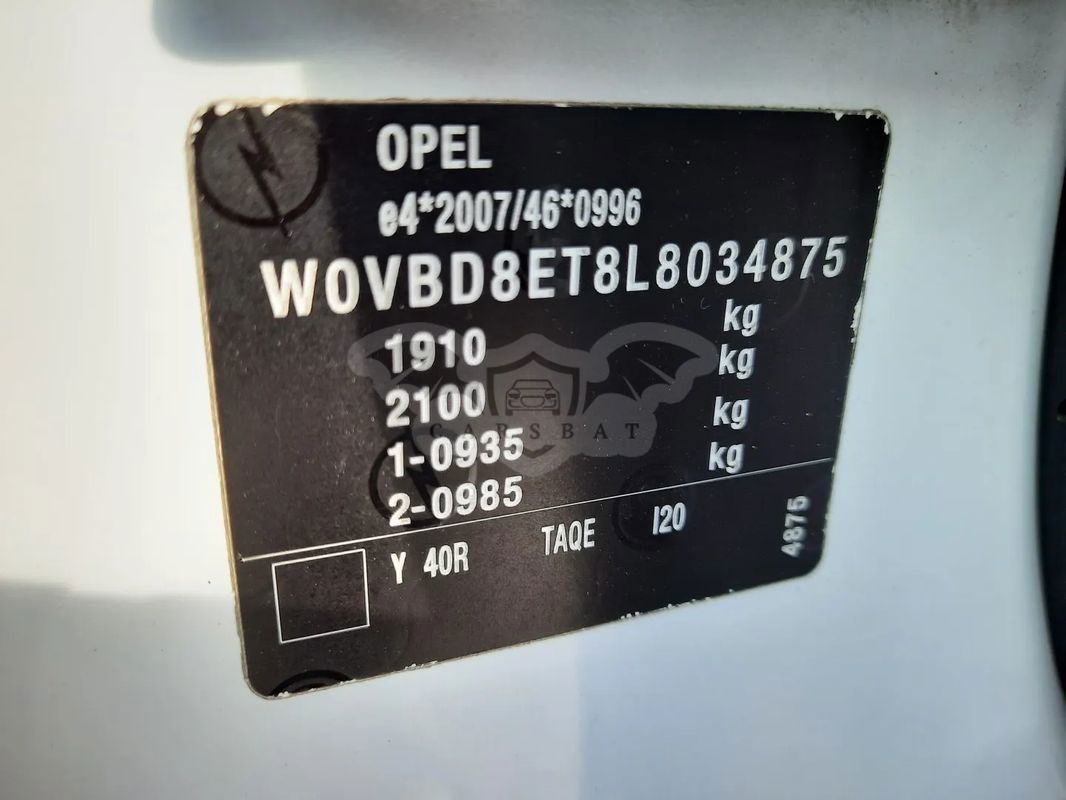 OPEL
e4*2007/46*0996
W0VBD8ET8L8034875
1910 kg
2100 kg
1-0935 kg
2-0985 kg
Y 40R TAQE I20
4875
CARSBAT